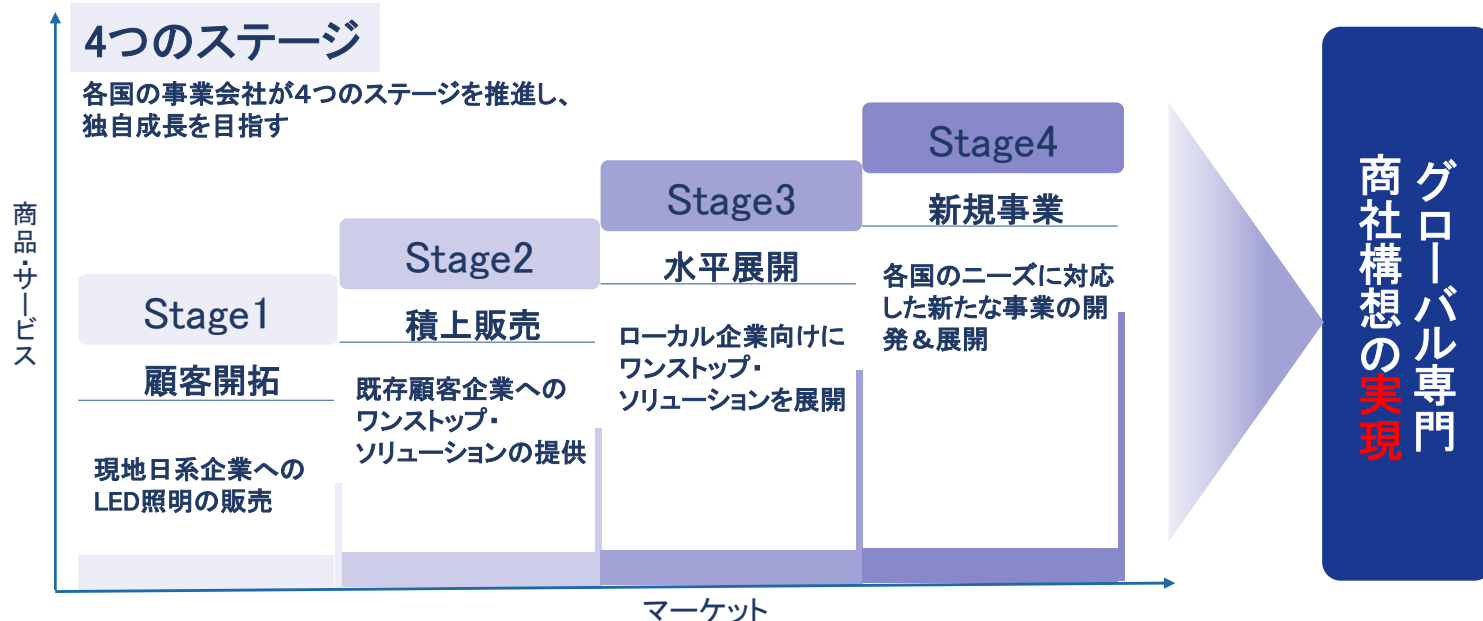 4つのステージ
各国の事業会社が4つのステージを推進し、
独自成長を目指す
商品・サービス
Stage1
顧客開拓
現地日系企業への
LED照明の販売
Stage2
積上販売
既存顧客企業への
ワンストップ・
ソリューションの提供
Stage3
水平展開
ローカル企業向けに
ワンストップ・
ソリューションを展開
Stage4
新規事業
各国のニーズに対応
した新たな事業の開
発＆展開
マーケット
グローバル専門
商社構想の実現